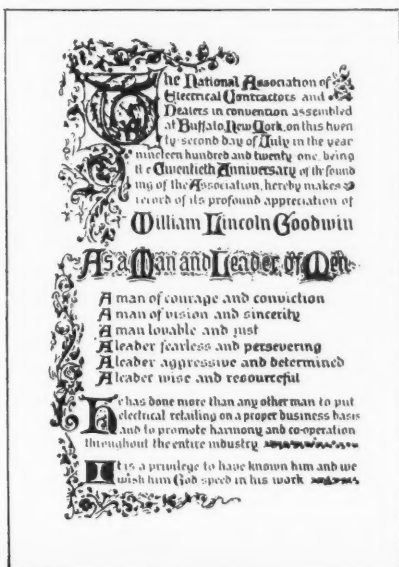 The National Association of
Electrical Contractors and
Dealers in convention assembled
at Buffalo, New York, on this twen
ty-second day of July in the year
nineteen hundred and twenty one, being
the Twentieth Anniversary of the found
ing of the Association, hereby makes
record of its profound appreciation of
William Lincoln Goodwin
As a Man and Leader of Men
A man of courage and conviction
A man of vision and sincerity
A man lovable and just
A leader fearless and persevering
A leader aggressive and determined
A leader wise and resourceful
He has done more than any other man to put
electrical retailing on a proper business basis
and to promote harmony and co-operation
throughout the entire industry
It is a privilege to have known him and we
wish him God speed in his work